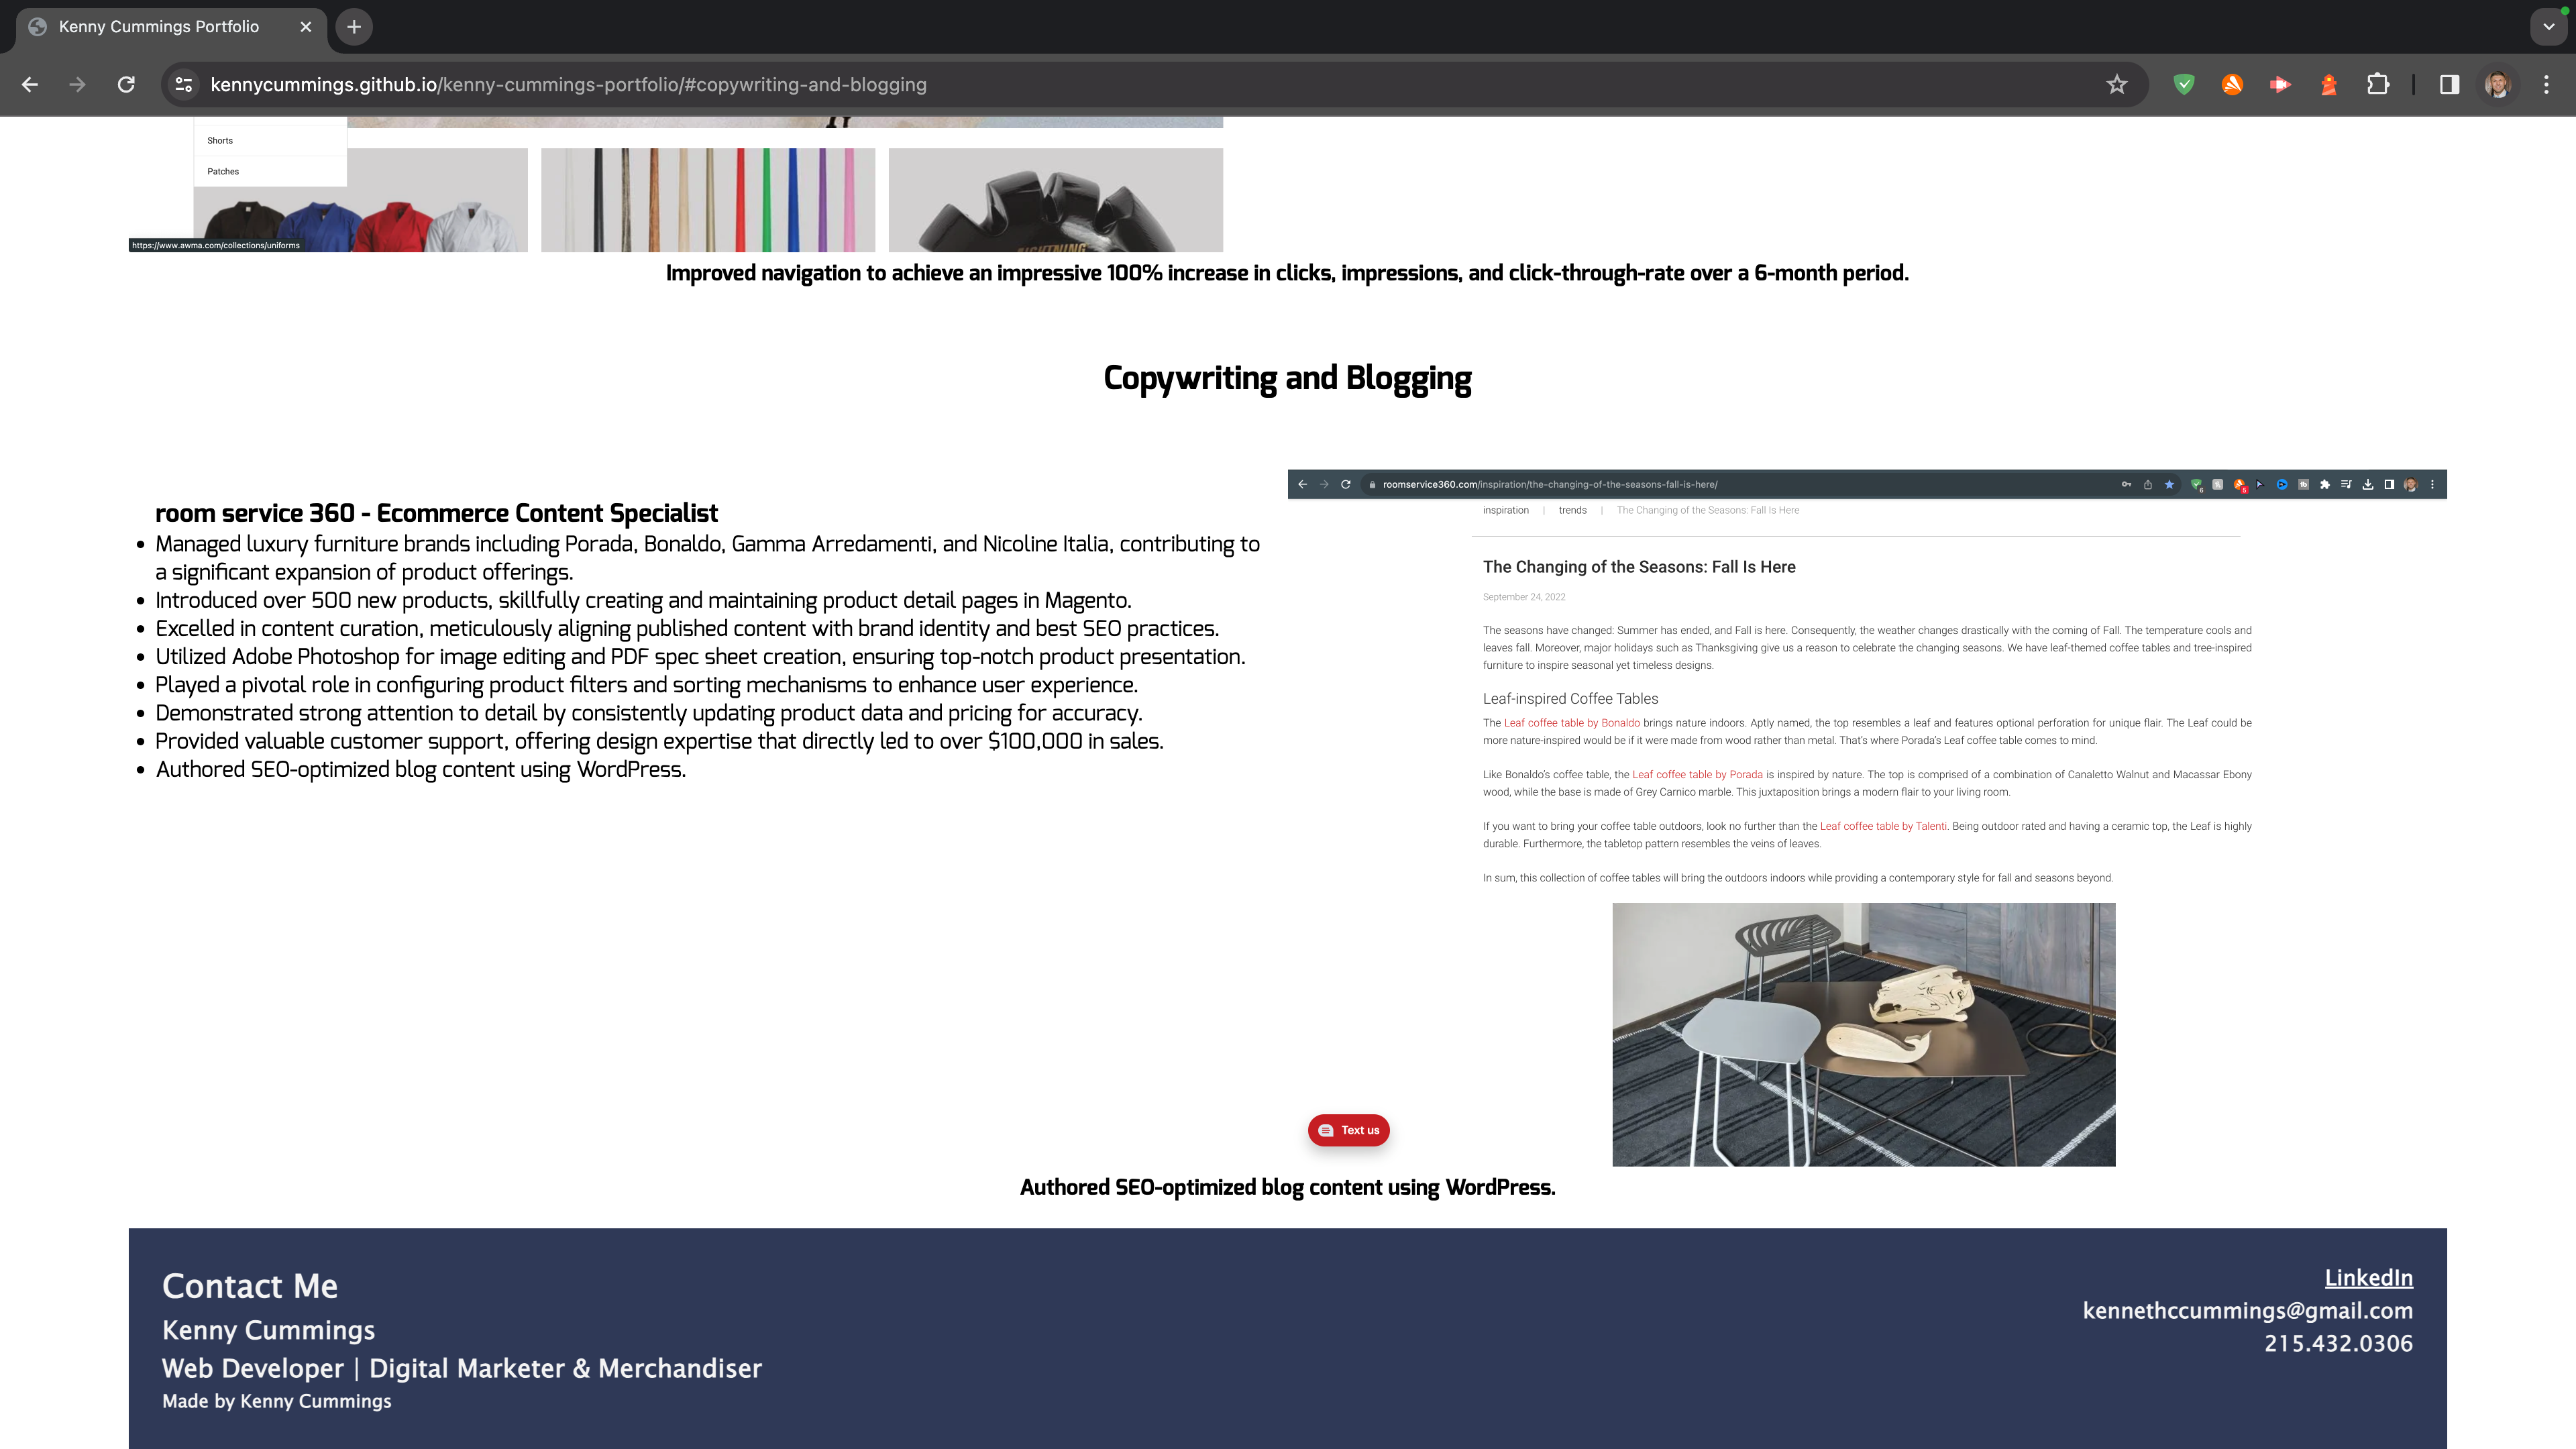 Kenny Cummings Portfolio
kennycummings.github.io/kenny-cummings-portfolio/#copywriting-and-blogging
Shorts
Patches
LIGHTNING
https://www.awma.com/collections/uniforms
Improved navigation to achieve an impressive 100% increase in clicks, impressions, and click-through-rate over a 6-month period.
Copywriting and Blogging
room service 360 - Ecommerce Content Specialist
• Managed luxury furniture brands including Porada, Bonaldo, Gamma Arredamenti, and Nicoline Italia, contributing to
a significant expansion of product offerings.
• Introduced over 500 new products, skillfully creating and maintaining product detail pages in Magento.
• Excelled in content curation, meticulously aligning published content with brand identity and best SEO practices.
• Utilized Adobe Photoshop for image editing and PDF spec sheet creation, ensuring top-notch product presentation.
• Played a pivotal role in configuring product filters and sorting mechanisms to enhance user experience.
• Demonstrated strong attention to detail by consistently updating product data and pricing for accuracy.
• Provided valuable customer support, offering design expertise that directly led to over $100,000 in sales.
• Authored SEO-optimized blog content using WordPress.
roomservice360.com/inspiration/the-changing-of-the-seasons-fall-is-here/
6
5
inspiration | trends | The Changing of the Seasons: Fall Is Here
The Changing of the Seasons: Fall Is Here
September 24, 2022
The seasons have changed: Summer has ended, and Fall is here. Consequently, the weather changes drastically with the coming of Fall. The temperature cools and
leaves fall. Moreover, major holidays such as Thanksgiving give us a reason to celebrate the changing seasons. We have leaf-themed coffee tables and tree-inspired
furniture to inspire seasonal yet timeless designs.
Leaf-inspired Coffee Tables
The Leaf coffee table by Bonaldo brings nature indoors. Aptly named, the top resembles a leaf and features optional perforation for unique flair. The Leaf could be
more nature-inspired would be if it were made from wood rather than metal. That's where Porada's Leaf coffee table comes to mind.
Like Bonaldo's coffee table, the Leaf coffee table by Porada is inspired by nature. The top is comprised of a combination of Canaletto Walnut and Macassar Ebony
wood, while the base is made of Grey Carnico marble. This juxtaposition brings a modern flair to your living room.
If you want to bring your coffee table outdoors, look no further than the Leaf coffee table by Talenti. Being outdoor rated and having a ceramic top, the Leaf is highly
durable. Furthermore, the tabletop pattern resembles the veins of leaves.
In sum, this collection of coffee tables will bring the outdoors indoors while providing a contemporary style for fall and seasons beyond.
Text us
Authored SEO-optimized blog content using WordPress.
Contact Me
Kenny Cummings
Web Developer | Digital Marketer & Merchandiser
Made by Kenny Cummings
LinkedIn
kennethccummings@gmail.com
215.432.0306